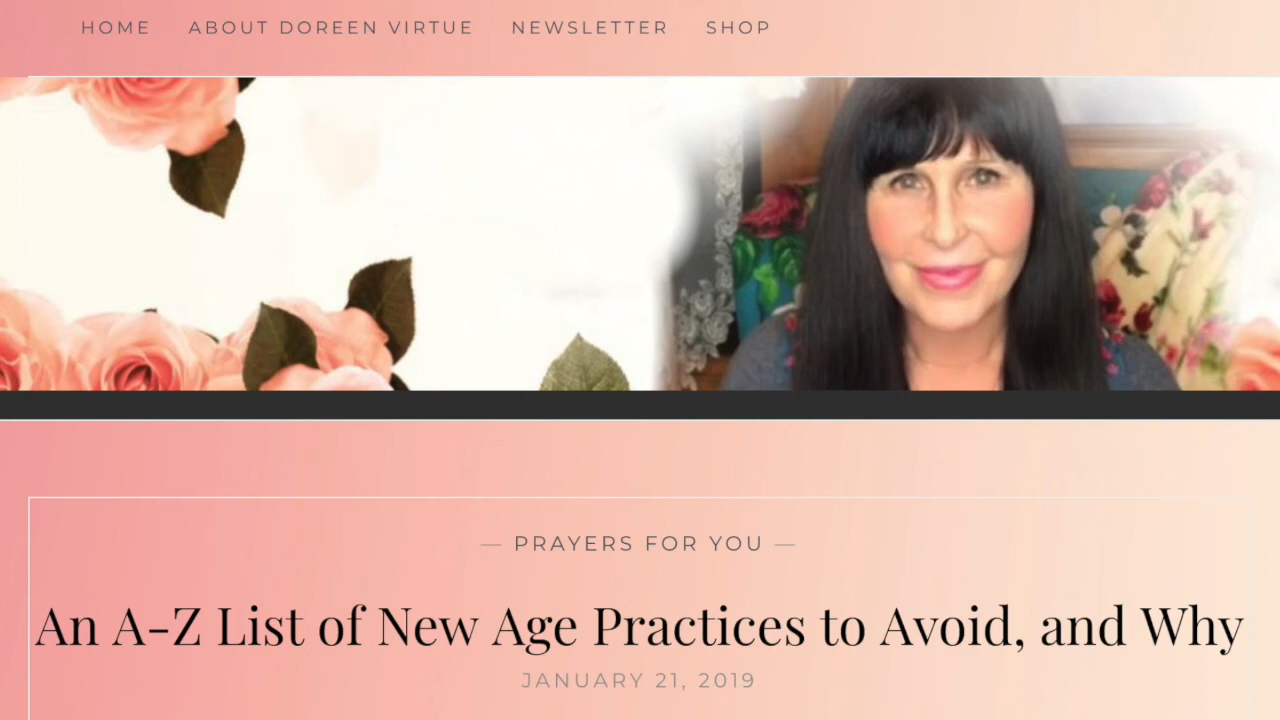 HOME ABOUT DOREEN VIRTUE NEWSLETTER SHOP
— PRAYERS FOR YOU —
An A-Z List of New Age Practices to Avoid, and Why
JANUARY 21, 2019